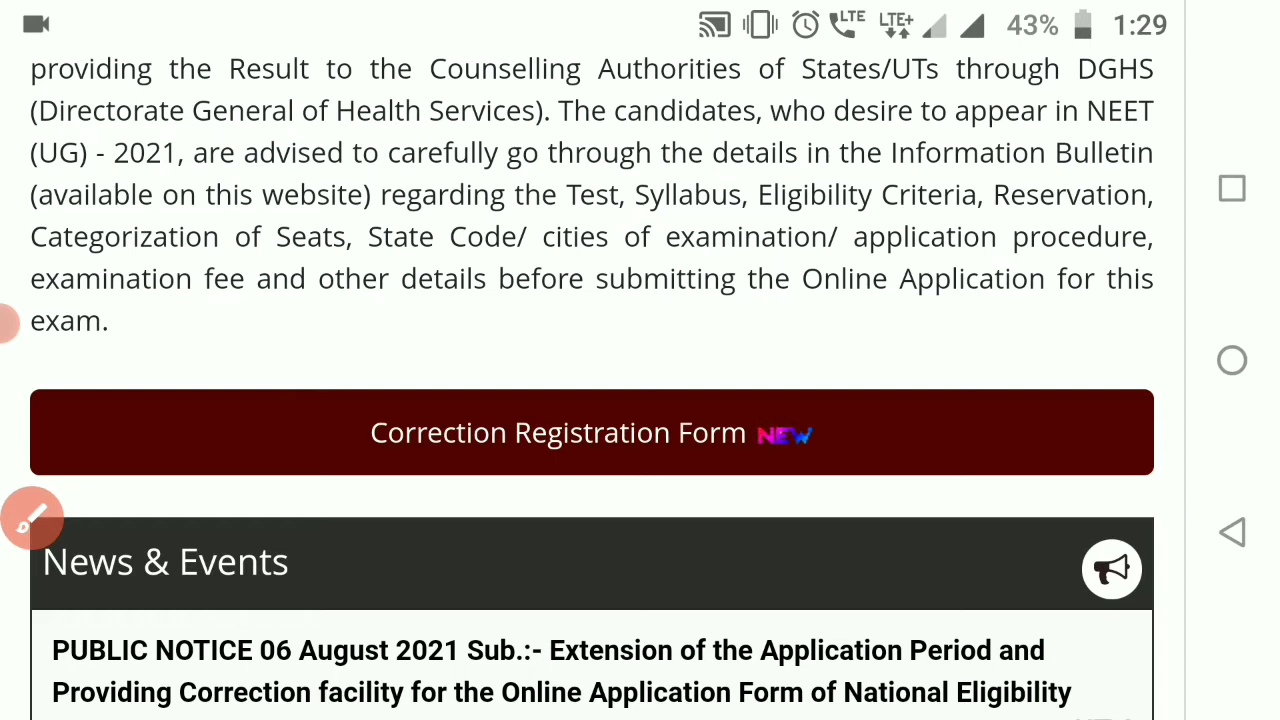 LTE LTE+ 43% 1:29
providing the Result to the Counselling Authorities of States/UTs through DGHS
(Directorate General of Health Services). The candidates, who desire to appear in NEET
(UG) - 2021, are advised to carefully go through the details in the Information Bulletin
(available on this website) regarding the Test, Syllabus, Eligibility Criteria, Reservation,
Categorization of Seats, State Code/ cities of examination/ application procedure,
examination fee and other details before submitting the Online Application for this
exam.
Correction Registration Form NEW
News & Events
PUBLIC NOTICE 06 August 2021 Sub.:- Extension of the Application Period and
Providing Correction facility for the Online Application Form of National Eligibility